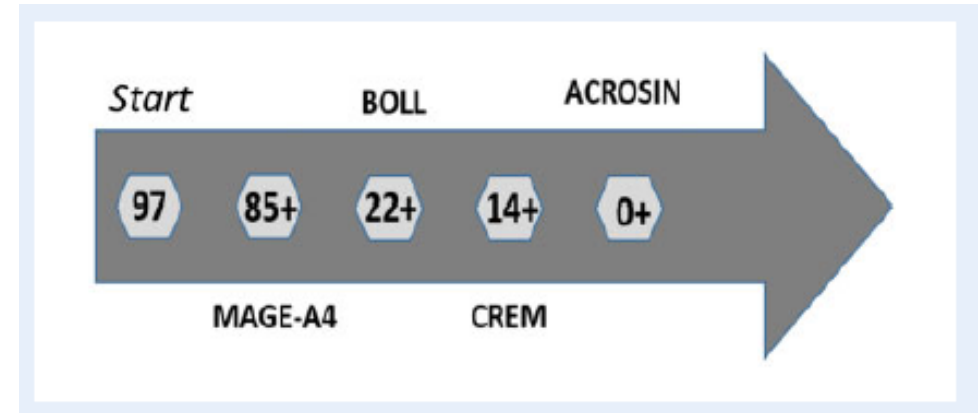 Start
BOLL
ACROSIN
97
85+
22+
14+
0+
MAGE-A4
CREM